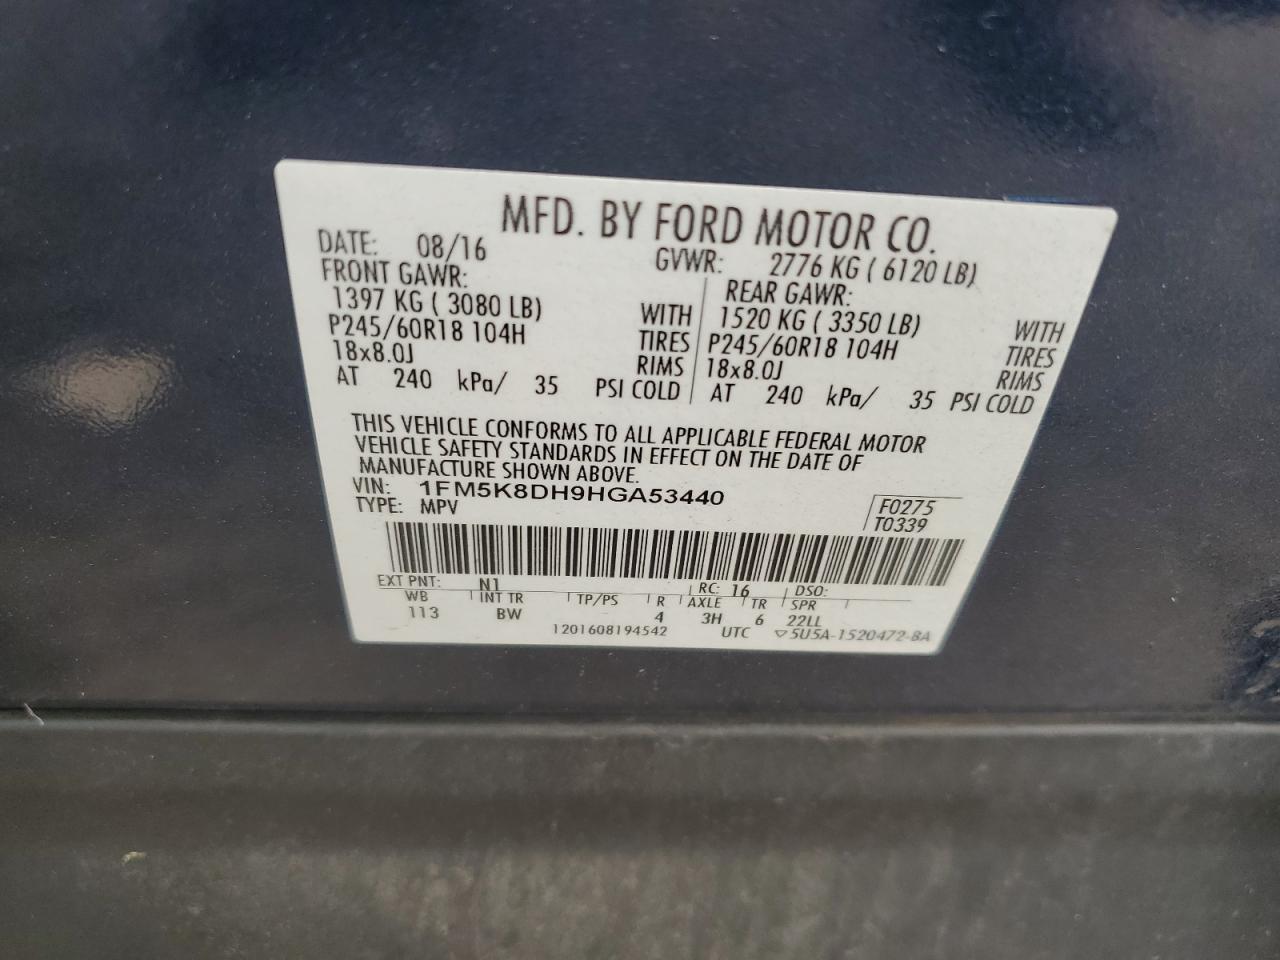 MFD. BY FORD MOTOR CO.
DATE: 08/16 GVWR: 2776 KG ( 6120 LB)
FRONT GAWR: REAR GAWR:
1397 KG ( 3080 LB) WITH 1520 KG ( 3350 LB) WITH
P245/60R18 104H TIRES P245/60R18 104H TIRES
18x8.0J RIMS 18x8.0J RIMS
AT 240 kPa/ 35 PSI COLD AT 240 kPa/ 35 PSI COLD
THIS VEHICLE CONFORMS TO ALL APPLICABLE FEDERAL MOTOR
VEHICLE SAFETY STANDARDS IN EFFECT ON THE DATE OF
MANUFACTURE SHOWN ABOVE.
VIN: 1FM5K8DH9HGA53440 F0275
TYPE: MPV T0339
EXT PNT: N1 RC: 16 DSO:
WB INT TR TP/PS R AXLE TR SPR
113 BW 4 3H 6 22LL
1201608194542 UTC ▽5U5A-1520472-BA